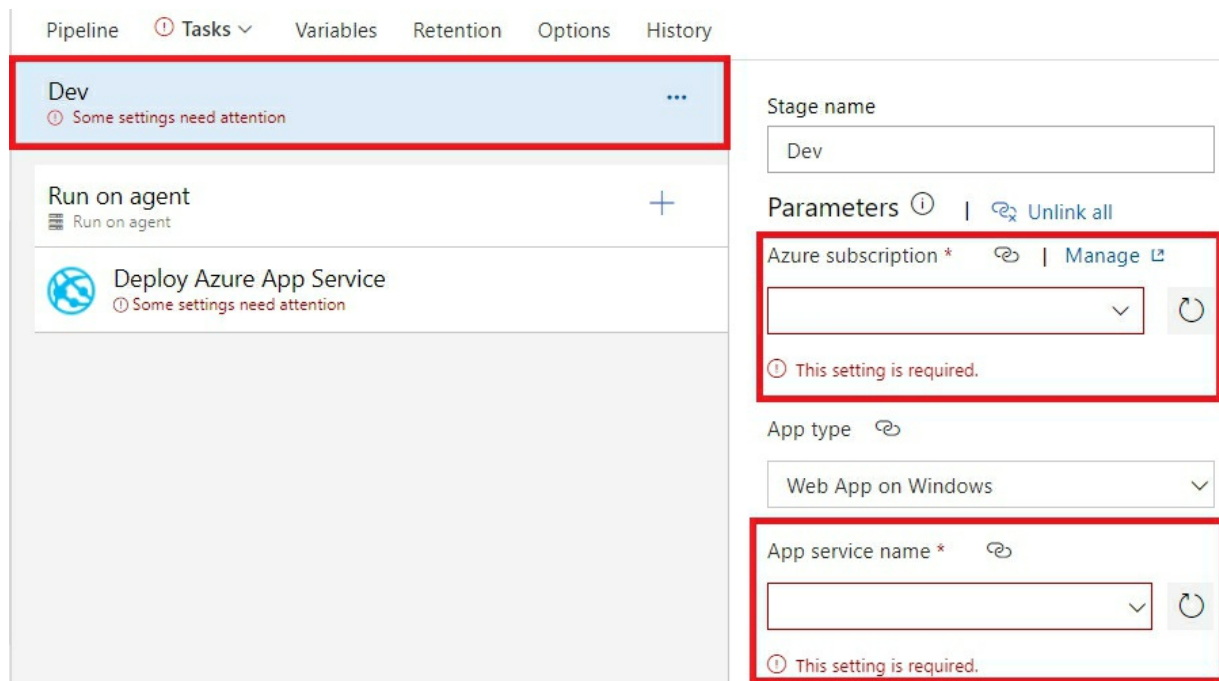 Pipeline Tasks Variables Retention Options History
Dev
Some settings need attention
Run on agent
Run on agent
Deploy Azure App Service
Some settings need attention
Stage name
Dev
Parameters | Unlink all
Azure subscription * | Manage
This setting is required.
App type
Web App on Windows
App service name *
This setting is required.